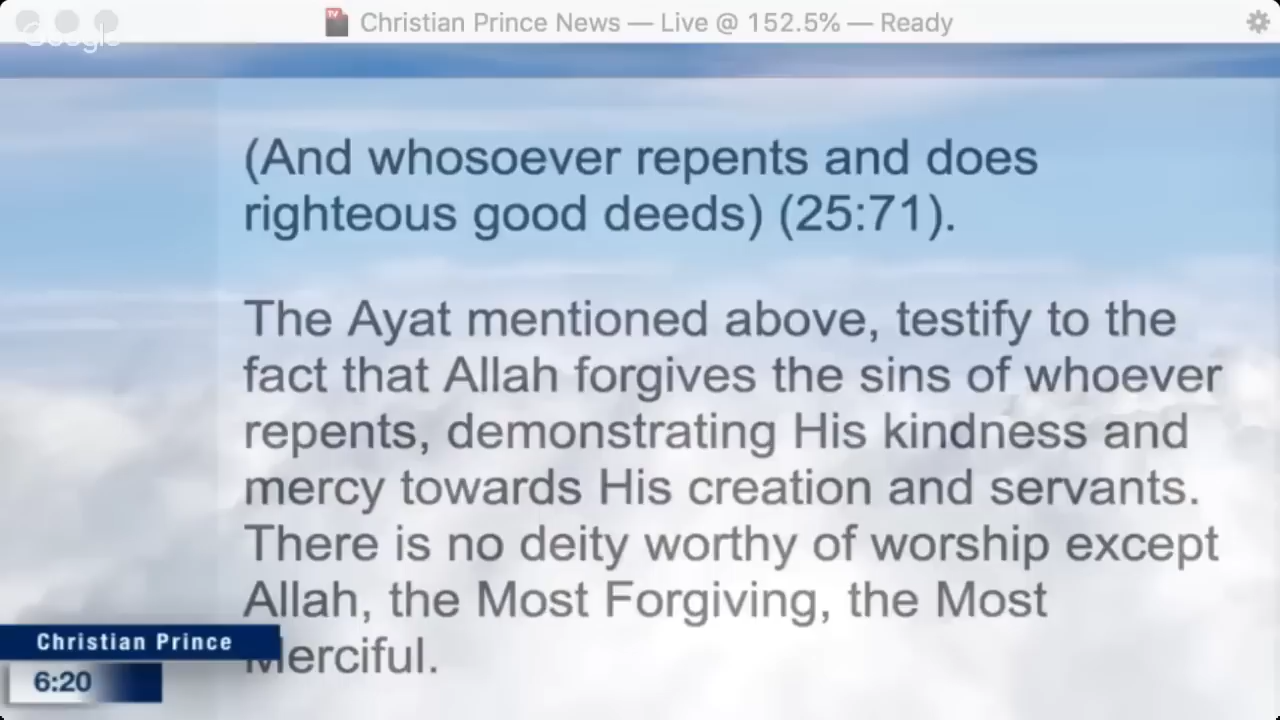 Christian Prince News — Live @ 152.5% — Ready
Google
(And whosoever repents and does
righteous good deeds) (25:71).
The Ayat mentioned above, testify to the
fact that Allah forgives the sins of whoever
repents, demonstrating His kindness and
mercy towards His creation and servants.
There is no deity worthy of worship except
Allah, the Most Forgiving, the Most
Merciful.
Christian Prince
6:20